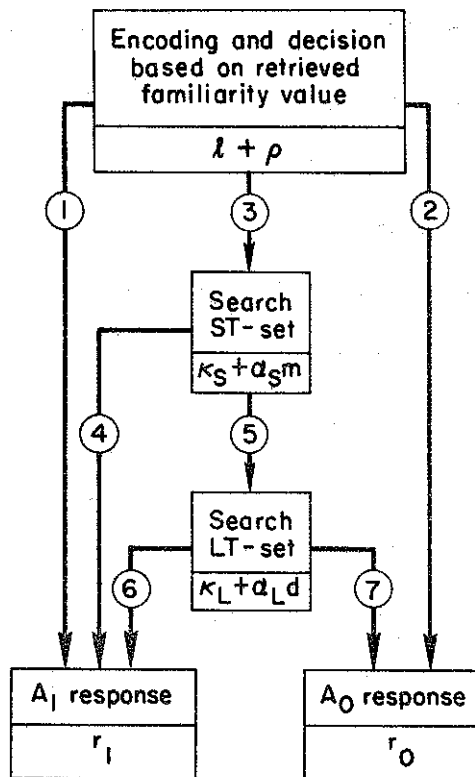 Encoding and decision
based on retrieved
familiarity value
ℓ + ρ
1
3
2
Search
ST-set
κS+αSm
4
5
Search
LT-set
κL+αLd
6
7
A1 response
r1
A0 response
r0